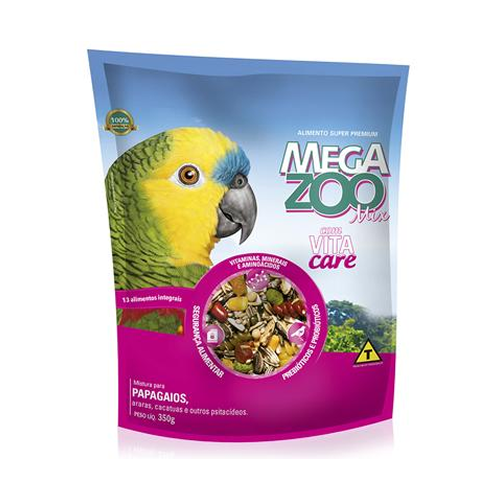 ALIMENTO SUPER PREMIUM
MEGA
ZOO
Mix
com
VITA
care
100%
VITAMINAS, MINERAIS
E AMINOÁCIDOS
13 alimentos integrais
SEGURANÇA ALIMENTAR
PREBIÓTICOS E PROBIÓTICOS
T
Mistura para
PAPAGAIOS,
araras, cacatuas e outros psitacídeos.
PESO LÍQ. 350g